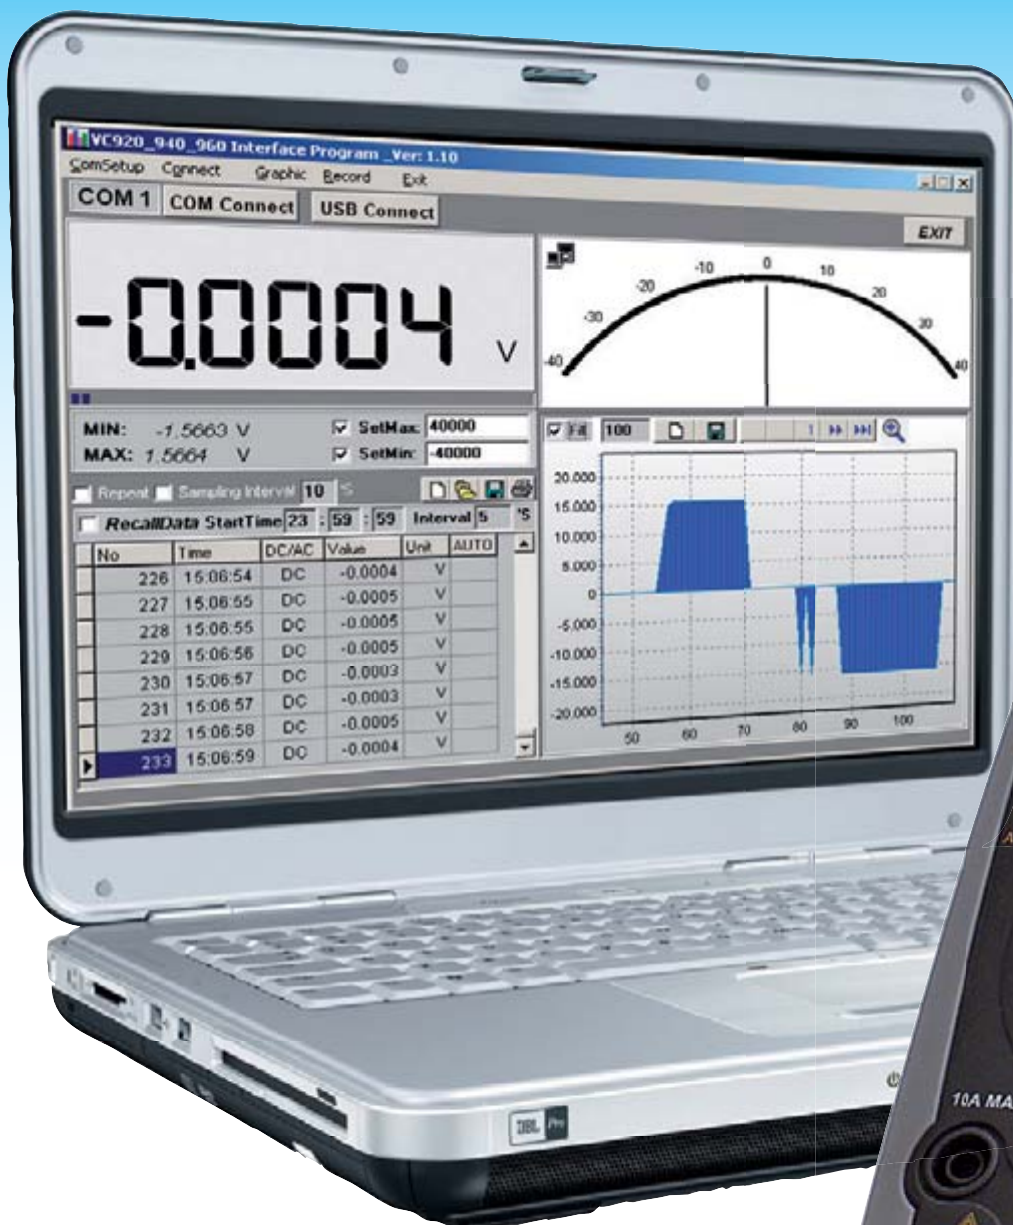 VC920_940_960 Interface Program _Ver: 1.10
ComSetup Connect Graphic Record Exit
COM 1 COM Connect USB Connect
EXIT
-0.0004 V
-40 -30 -20 -10 0 10 20 30 40
MIN: -1.5663 V
MAX: 1.5664 V
SetMax: 40000
SetMin: -40000
Repeat Sampling Interval 10 'S
RecallData StartTime 23 : 59 : 59 Interval 5 'S
No Time DC/AC Value Unit AUTO
226 15:06:54 DC -0.0004 V
227 15:06:55 DC -0.0005 V
228 15:06:55 DC -0.0005 V
229 15:06:56 DC -0.0005 V
230 15:06:57 DC -0.0003 V
231 15:06:57 DC -0.0003 V
232 15:06:58 DC -0.0005 V
233 15:06:59 DC -0.0004 V
Fill 100 1
20.000
15.000
10.000
5.000
0
-5.000
-10.000
-15.000
-20.000
50 60 70 80 90 100
JBL Pro
10A MA